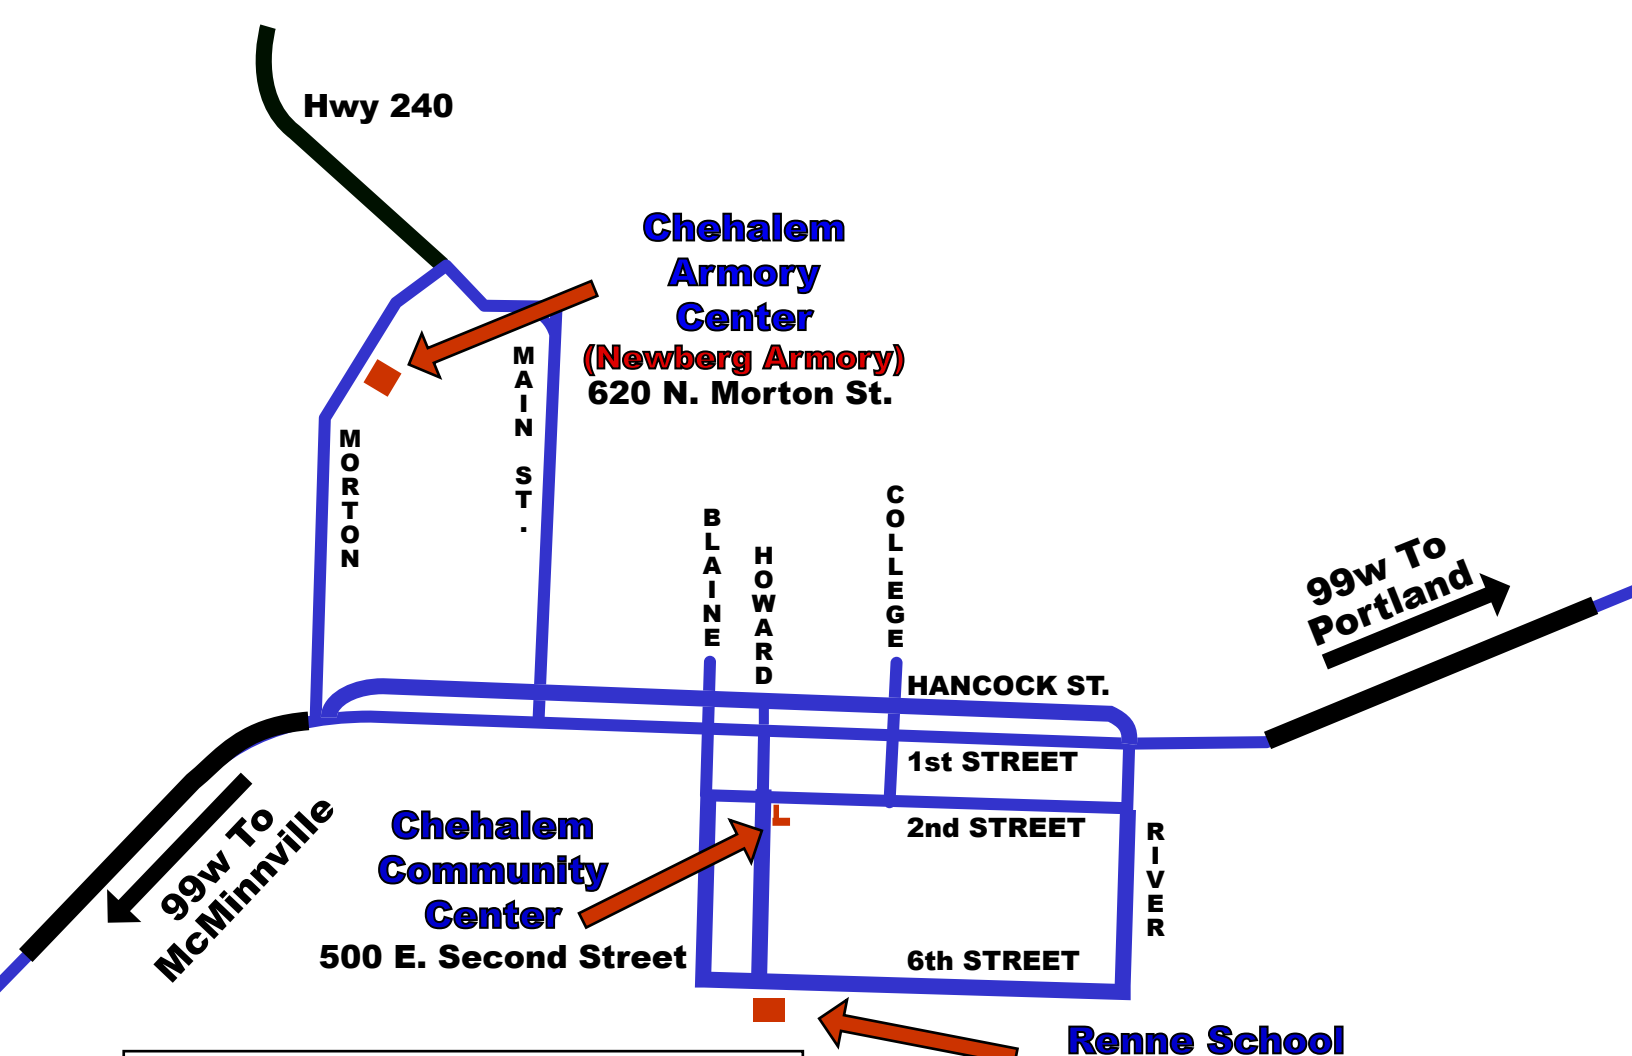 Hwy 240
Chehalem
Armory
Center
(Newberg Armory)
620 N. Morton St.
MAIN ST.
MORTON
BLAINE
HOWARD
COLLEGE
99w To
Portland
HANCOCK ST.
1st STREET
2nd STREET
RIVER
99w To
McMinnville
Chehalem
Community
Center
500 E. Second Street
6th STREET
Renne School